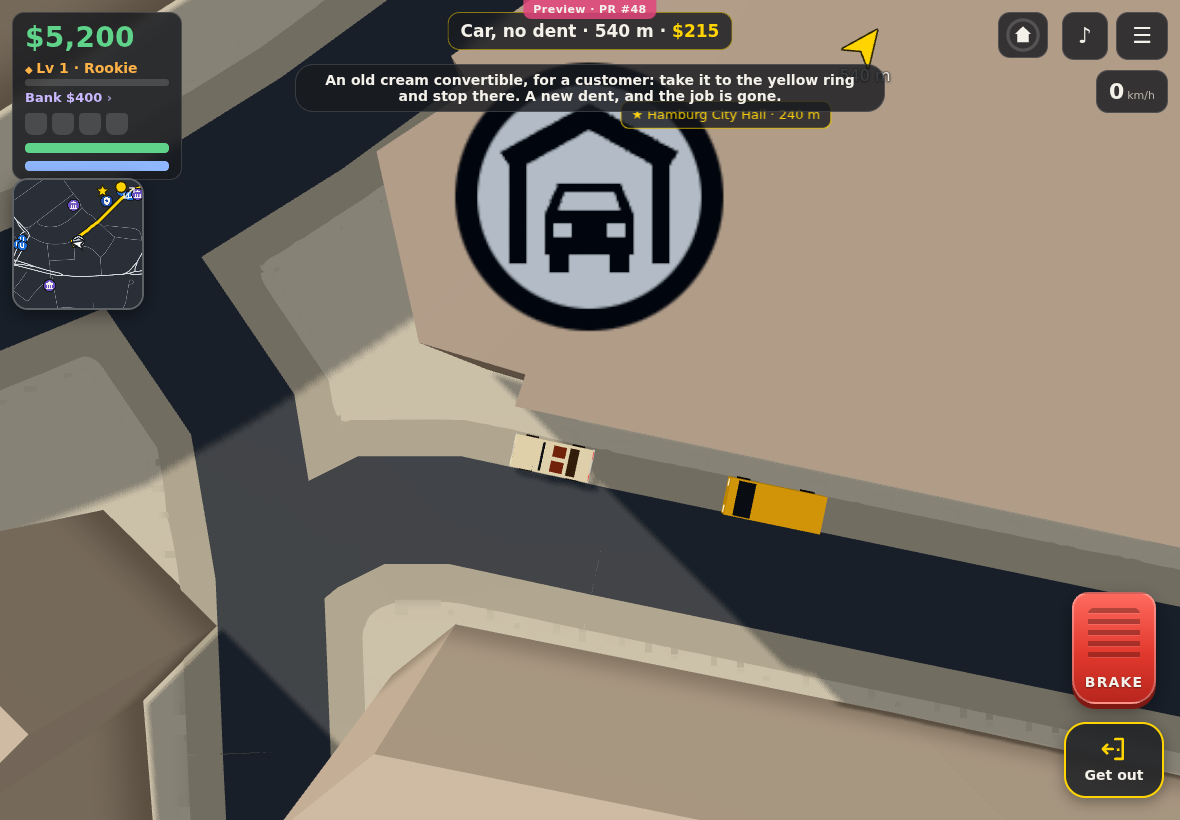 Preview · PR #48
$5,200
Lv 1 · Rookie
Bank $400 ›
Car, no dent · 540 m · $215
540 m
An old cream convertible, for a customer: take it to the yellow ring
and stop there. A new dent, and the job is gone.
★ Hamburg City Hall · 240 m
0 km/h
BRAKE
Get out